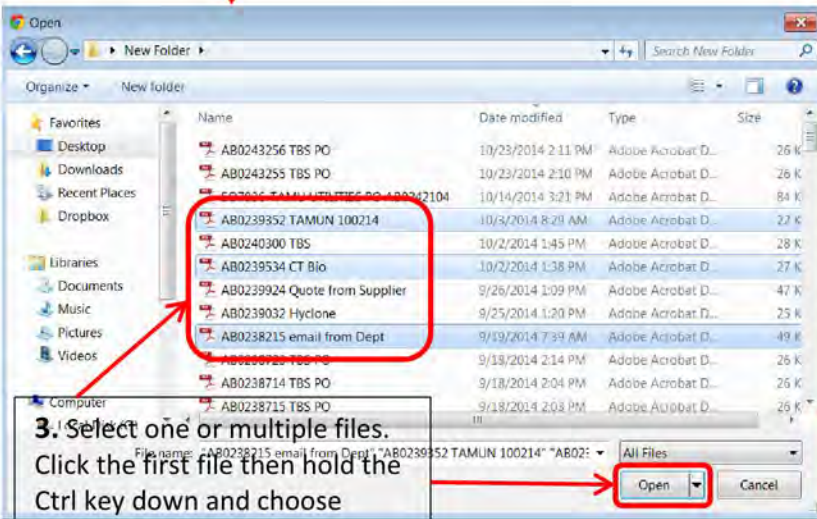 Open
New Folder
Search New Folder
Organize
New folder
Name Date modified Type Size
Favorites
Desktop
Downloads
Recent Places
Dropbox
Libraries
Documents
Music
Pictures
Videos
Computer
AB0243256 TBS PO 10/23/2014 2:11 PM Adobe Acrobat D... 26 K
AB0243255 TBS PO 10/23/2014 2:10 PM Adobe Acrobat D... 26 K
TAMU UTILITIES PO AB0242104 10/14/2014 3:21 PM Adobe Acrobat D... 84 K
AB0239352 TAMUN 100214 10/3/2014 8:29 AM Adobe Acrobat D... 27 K
AB0240300 TBS 10/2/2014 1:45 PM Adobe Acrobat D... 28 K
AB0239534 CT Bio 10/2/2014 1:38 PM Adobe Acrobat D... 27 K
AB0239924 Quote from Supplier 9/26/2014 1:09 PM Adobe Acrobat D... 47 K
AB0239032 Hyclone 9/25/2014 1:20 PM Adobe Acrobat D... 25 K
AB0238215 email from Dept 9/19/2014 7:39 AM Adobe Acrobat D... 49 K
TBS PO 9/18/2014 2:14 PM Adobe Acrobat D... 26 K
AB0238714 TBS PO 9/18/2014 2:04 PM Adobe Acrobat D... 26 K
AB0238715 TBS PO 9/18/2014 2:03 PM Adobe Acrobat D... 26 K
File name: "AB0238215 email from Dept" "AB0239352 TAMUN 100214" "AB02
All Files
Open
Cancel
3. Select one or multiple files.
Click the first file then hold the
Ctrl key down and choose